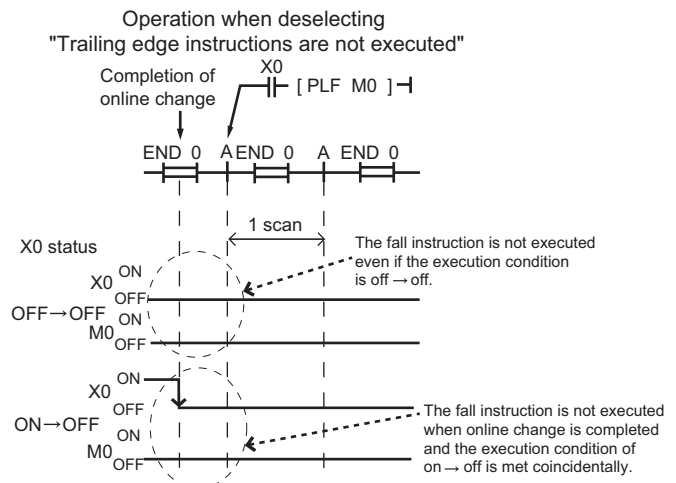 Operation when deselecting
"Trailing edge instructions are not executed"
Completion of
online change
X0
[ PLF M0 ]
END 0 A END 0 A END 0
1 scan
X0 status
The fall instruction is not executed
even if the execution condition
is off → off.
ON
X0
OFF
OFF→OFF
ON
M0
OFF
ON
X0
OFF
ON→OFF
ON
M0
OFF
The fall instruction is not executed
when online change is completed
and the execution condition of
on → off is met coincidentally.